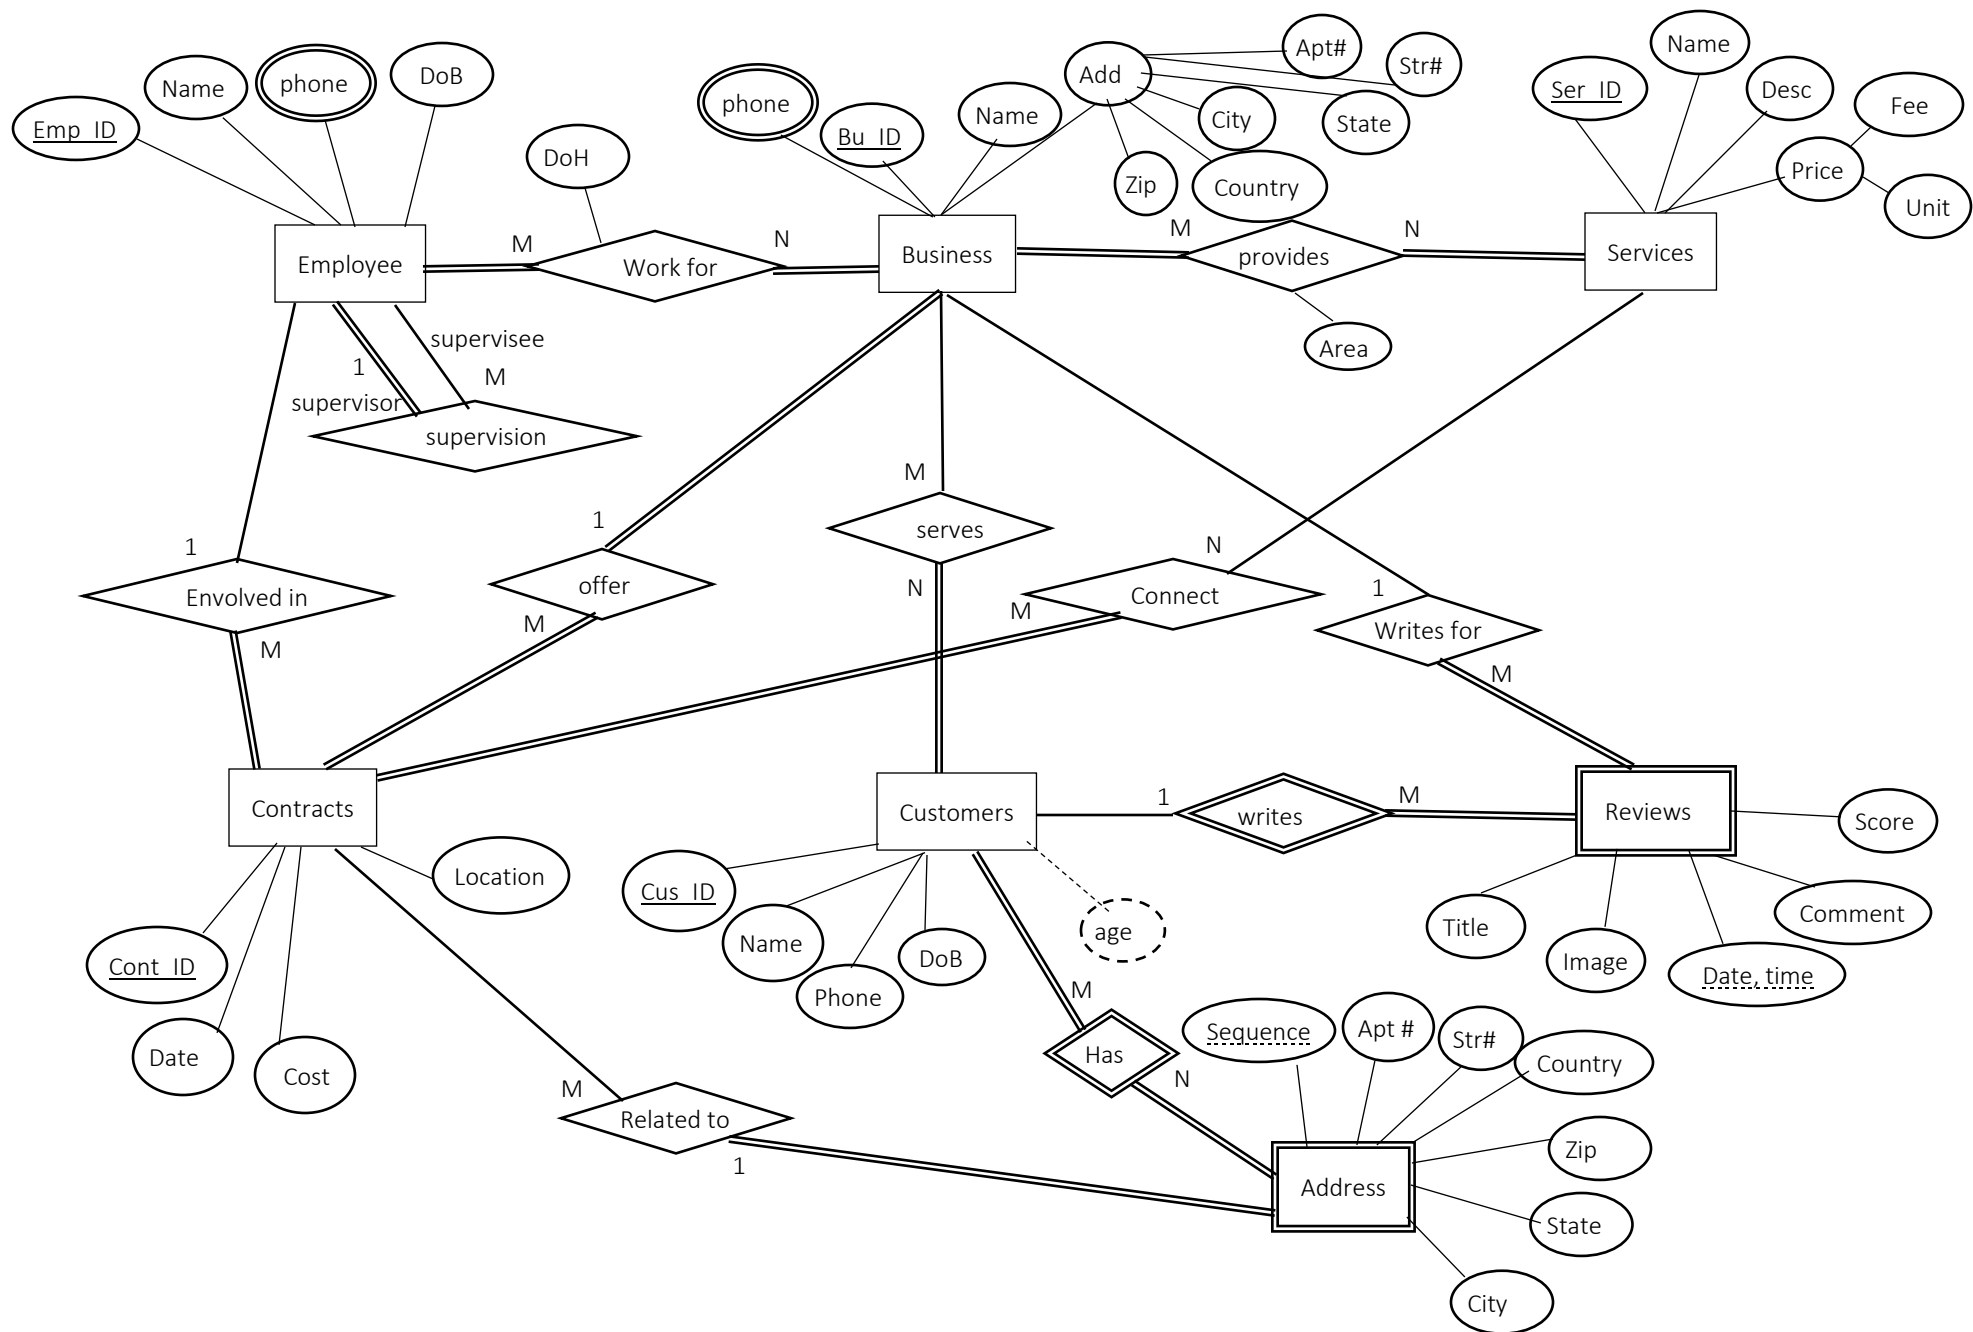 Emp_ID
Name
phone
DoB
DoH
phone
Bu_ID
Name
Add
Apt#
Str#
City
State
Zip
Country
Ser_ID
Name
Desc
Fee
Price
Unit
Employee
M
Work for
N
Business
M
provides
N
Services
Area
supervisee
1
M
supervisor
supervision
M
serves
N
1
offer
M
1
Envolved in
M
N
Connect
M
1
Writes for
M
Contracts
Customers
1
writes
M
Reviews
Score
Location
Cus_ID
Name
Phone
DoB
age
Title
Image
Date, time
Comment
Cont_ID
Date
Cost
M
Has
N
Sequence
Apt #
Str#
Country
Zip
State
City
Address
M
Related to
1